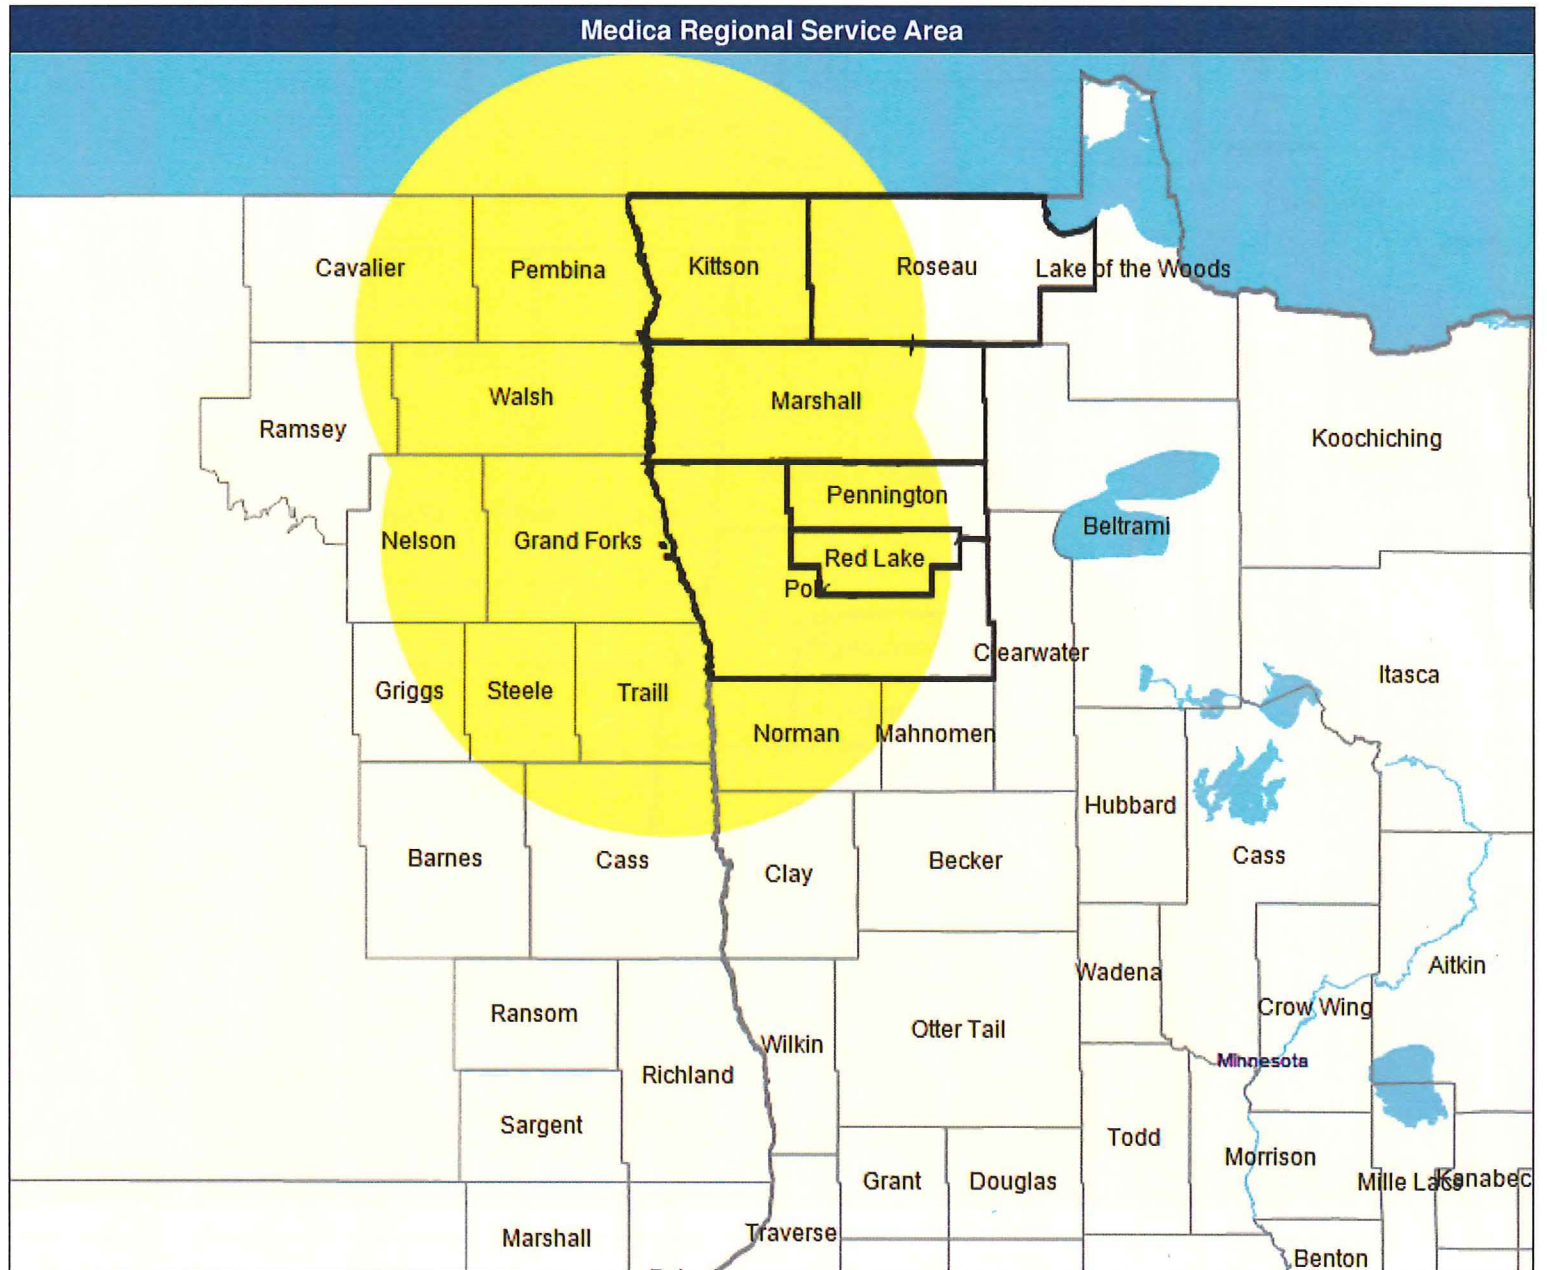 Medica Regional Service Area
Cavalier
Pembina
Kittson
Roseau
Lake of the Woods
Walsh
Marshall
Ramsey
Koochiching
Pennington
Beltrami
Nelson
Grand Forks
Red Lake
Polk
Clearwater
Itasca
Griggs
Steele
Traill
Norman
Mahnomen
Hubbard
Barnes
Cass
Clay
Becker
Cass
Wadena
Aitkin
Ransom
Crow Wing
Otter Tail
Wilkin
Minnesota
Richland
Sargent
Todd
Morrison
Grant
Douglas
Mille Lacs
Kanabec
Marshall
Traverse
Benton